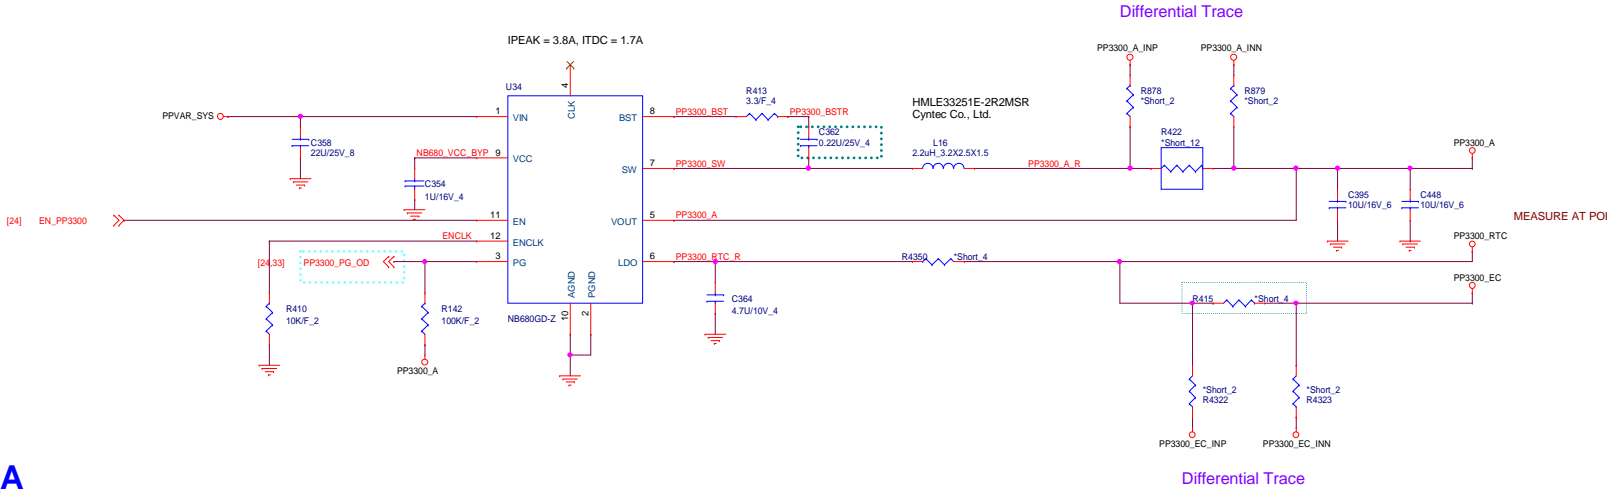 Differential Trace
IPEAK = 3.8A, ITDC = 1.7A
PP3300_A_INP
PP3300_A_INN
U34
4
CLK
R413
3.3/F_4
HMLE33251E-2R2MSR
Cyntec Co., Ltd.
R878
*Short_2
R879
*Short_2
PPVAR_SYS
1
VIN
BST
8
PP3300_BST
PP3300_BSTR
C358
22U/25V_8
C362
0.22U/25V_4
R422
*Short_12
L16
2.2uH_3.2X2.5X1.5
PP3300_A
NB680_VCC_BYP
9
VCC
SW
7
PP3300_SW
PP3300_A_R
C354
1U/16V_4
C395
10U/16V_6
C448
10U/16V_6
[24]
EN_PP3300
11
EN
VOUT
5
PP3300_A
MEASURE AT POI
ENCLK
12
ENCLK
PP3300_RTC
[24,33]
PP3300_PG_OD
3
PG
LDO
6
PP3300_RTC_R
R4350
*Short_4
PP3300_EC
AGND
PGND
R415
*Short_4
R410
10K/F_2
R142
100K/F_2
NB680GD-Z
10
2
C364
4.7U/10V_4
PP3300_A
*Short_2
R4322
*Short_2
R4323
PP3300_EC_INP
PP3300_EC_INN
A
Differential Trace